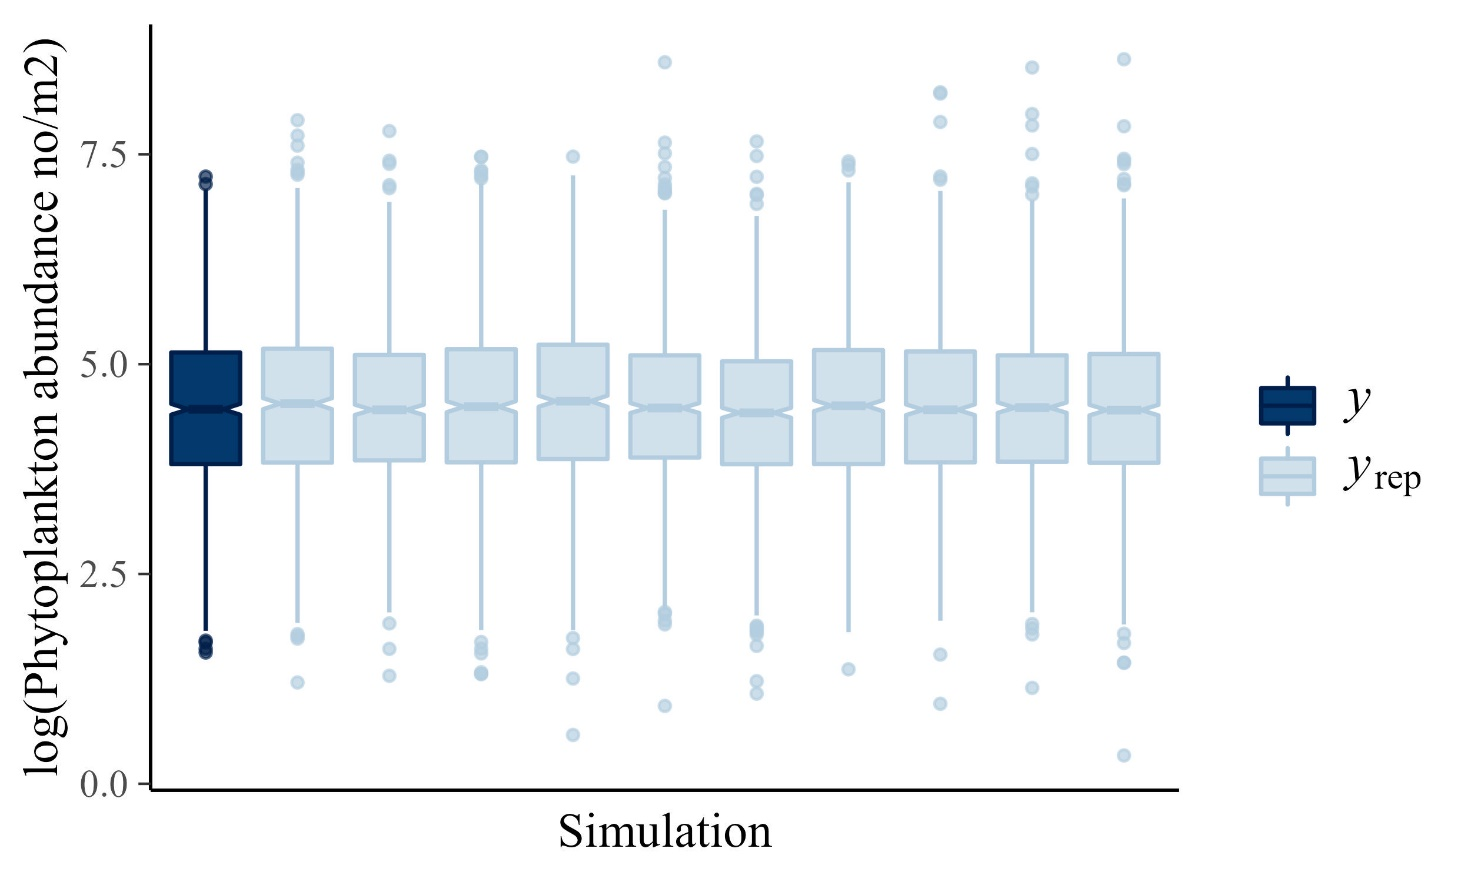 log(Phytoplankton abundance no/m2)
7.5
5.0
2.5
0.0
Simulation
y
yrep